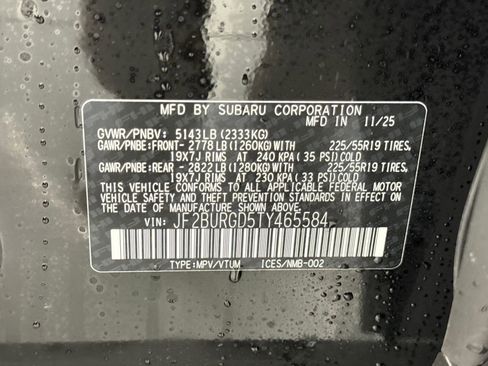 MFD BY SUBARU CORPORATION 11/25
GVWR/PNBV: 5143LB(2333KG)
GAWR/PNBE:FRONT- 2778LB(1260KG)WITH 225/55R19 TIRES,
19X7J RIMS AT 240 KPA(35 PSI)COLD
GAWR/PNBE:REAR - 2822LB(1280KG)WITH 225/55R19 TIRES,
19X7J RIMS AT 230 KPA(33 PSI)COLD
THIS VEHICLE CONFORMS TO ALL APPLICABLE FEDERAL MOTOR
VEHICLE SAFETY AND THEFT PREVENTION STANDARDS IN
EFFECT ON THE DATE OF MANUFACTURE SHOWN ABOVE.
VIN: JF2BURGD5TY465584
TYPE:MPV/VTUM ICES/NMB-002